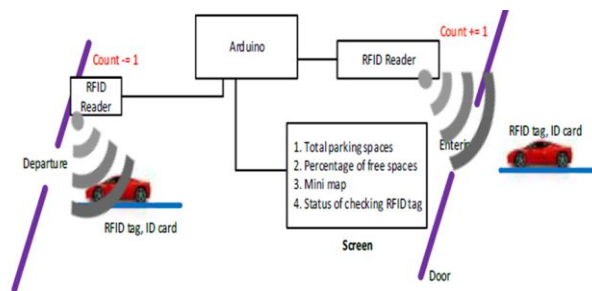 Count -= 1
Arduino
Count += 1
RFID Reader
RFID
Reader
1. Total parking spaces
2. Percentage of free spaces
3. Mini map
4. Status of checking RFID tag
Screen
Departure
RFID tag, ID card
Enterin
RFID tag, ID card
Door